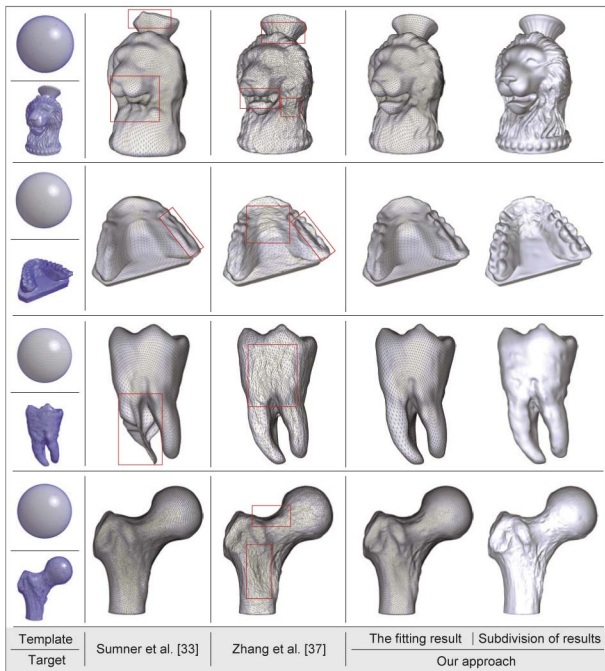 Template
Target
Sumner et al. [33]
Zhang et al. [37]
The fitting result
Subdivision of results
Our approach